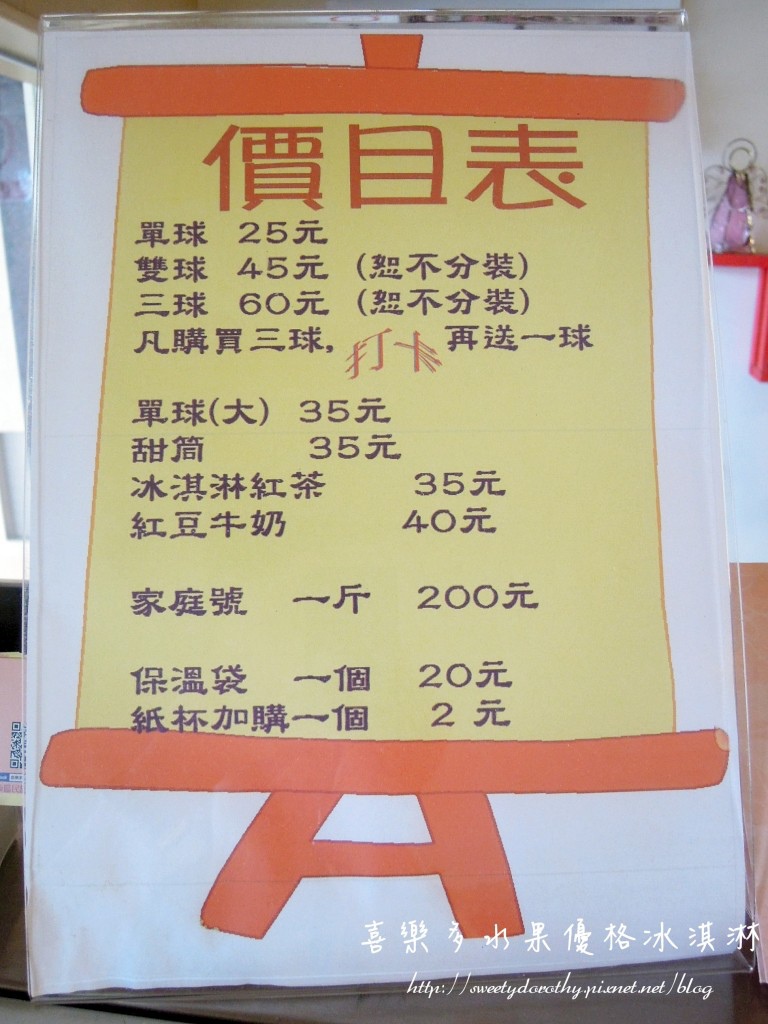 價目表
單球 25元
雙球 45元 (恕不分裝)
三球 60元 (恕不分裝)
凡購買三球, 打卡 再送一球
單球(大) 35元
甜筒 35元
冰淇淋紅茶 35元
紅豆牛奶 40元
家庭號 一斤 200元
保溫袋 一個 20元
紙杯加購一個 2 元
喜樂多水果優格冰淇淋
http://sweetydorothy.pixnet.net/blog